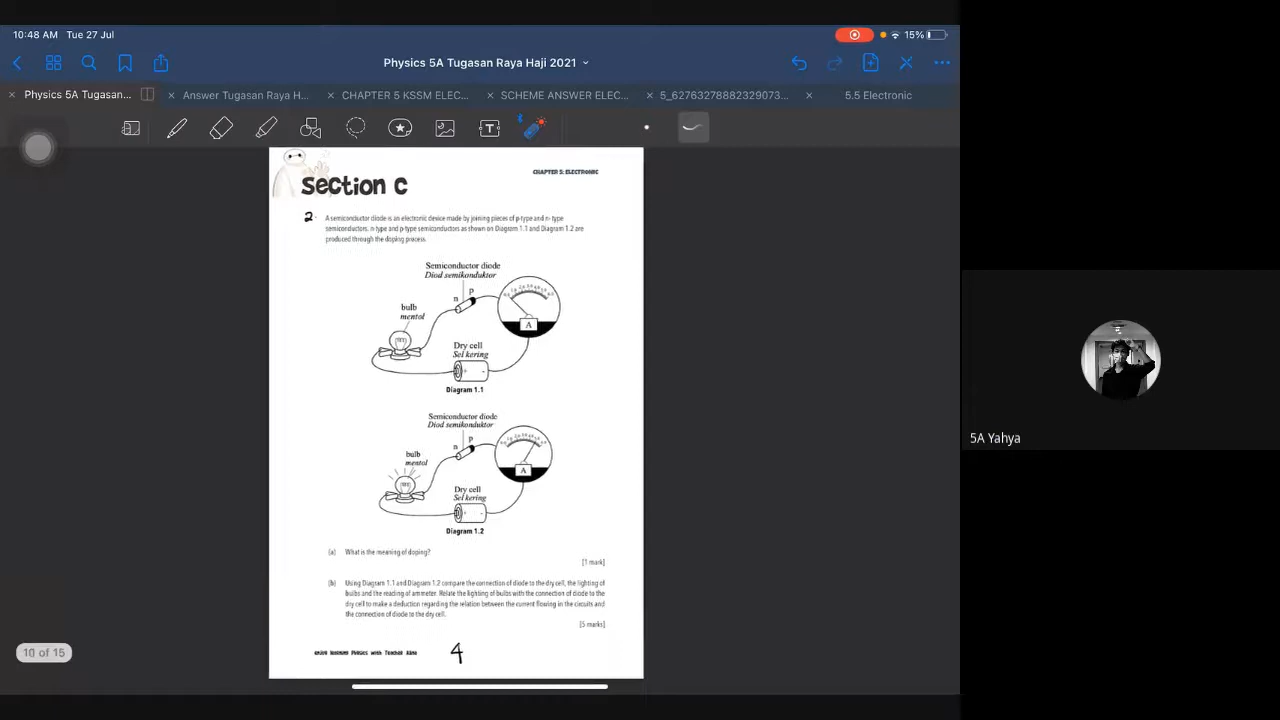 10:48 AM Tue 27 Jul
15%
Physics 5A Tugasan Raya Haji 2021
Physics 5A Tugasan...
Answer Tugasan Raya H...
CHAPTER 5 KSSM ELEC...
SCHEME ANSWER ELEC...
5_62763278882329073...
5.5 Electronic
Section C
CHAPTER 5: ELECTRONIC
2.
A semiconductor diode is an electronic device made by joining pieces of p-type and n- type
semiconductors. n-type and p-type semiconductors as shown on Diagram 1.1 and Diagram 1.2 are
produced through the doping process.
Semiconductor diode
Diod semikonduktor
n
p
bulb
mentol
A
Dry cell
Sel kering
+ -
Diagram 1.1
Semiconductor diode
Diod semikonduktor
n
p
bulb
mentol
A
Dry cell
Sel kering
+ -
Diagram 1.2
(a) What is the meaning of doping?
[1 mark]
(b) Using Diagram 1.1 and Diagram 1.2 compare the connection of diode to the dry cell, the lighting of
bulbs and the reading of ammeter. Relate the lighting of bulbs with the connection of diode to the
dry cell to make a deduction regarding the relation between the current flowing in the circuits and
the connection of diode to the dry cell.
[5 marks]
10 of 15
Physics with Teacher
4
5A Yahya